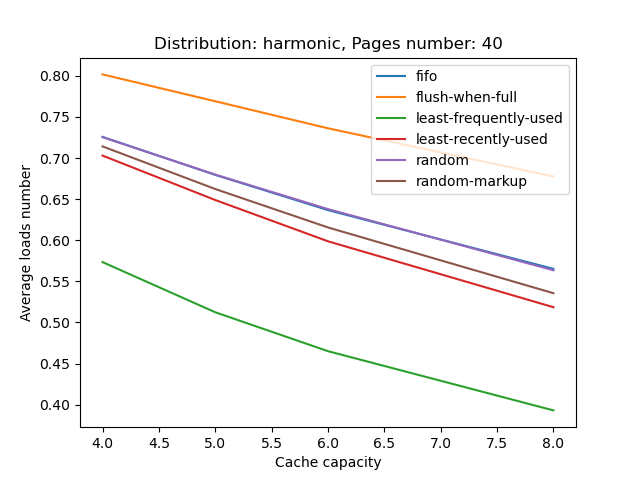 Distribution: harmonic, Pages number: 40
Average loads number
0.80
0.75
0.70
0.65
0.60
0.55
0.50
0.45
0.40
fifo
flush-when-full
least-frequently-used
least-recently-used
random
random-markup
4.0 4.5 5.0 5.5 6.0 6.5 7.0 7.5 8.0
Cache capacity